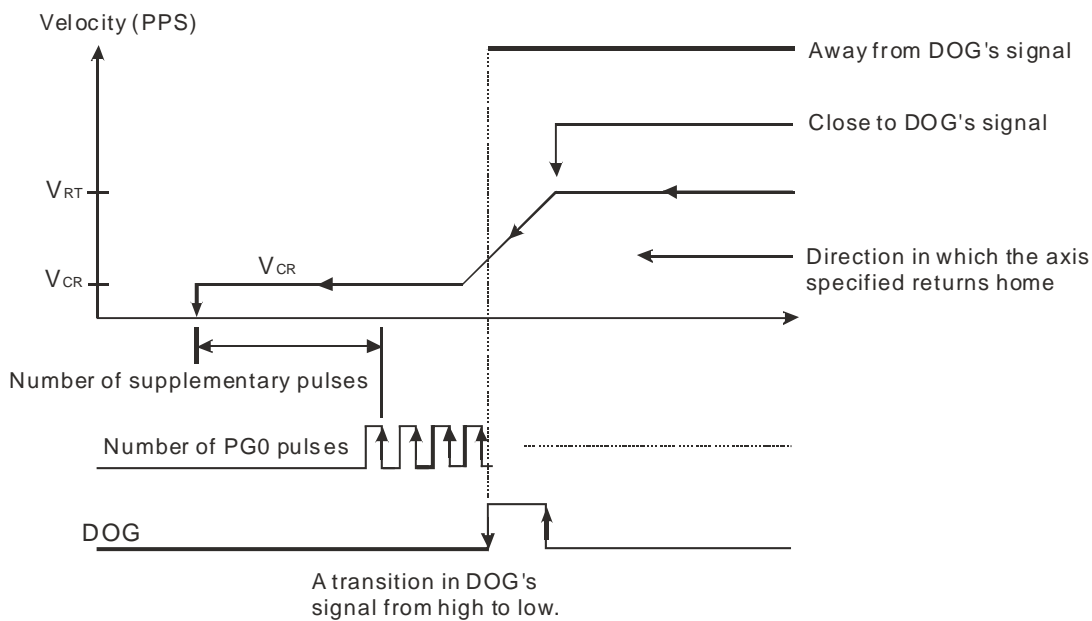 Velocity (PPS)
Away from DOG's signal
Close to DOG's signal
VRT
VCR
VCR
Direction in which the axis
specified returns home
Number of supplementary pulses
Number of PG0 pulses
DOG
A transition in DOG's
signal from high to low.